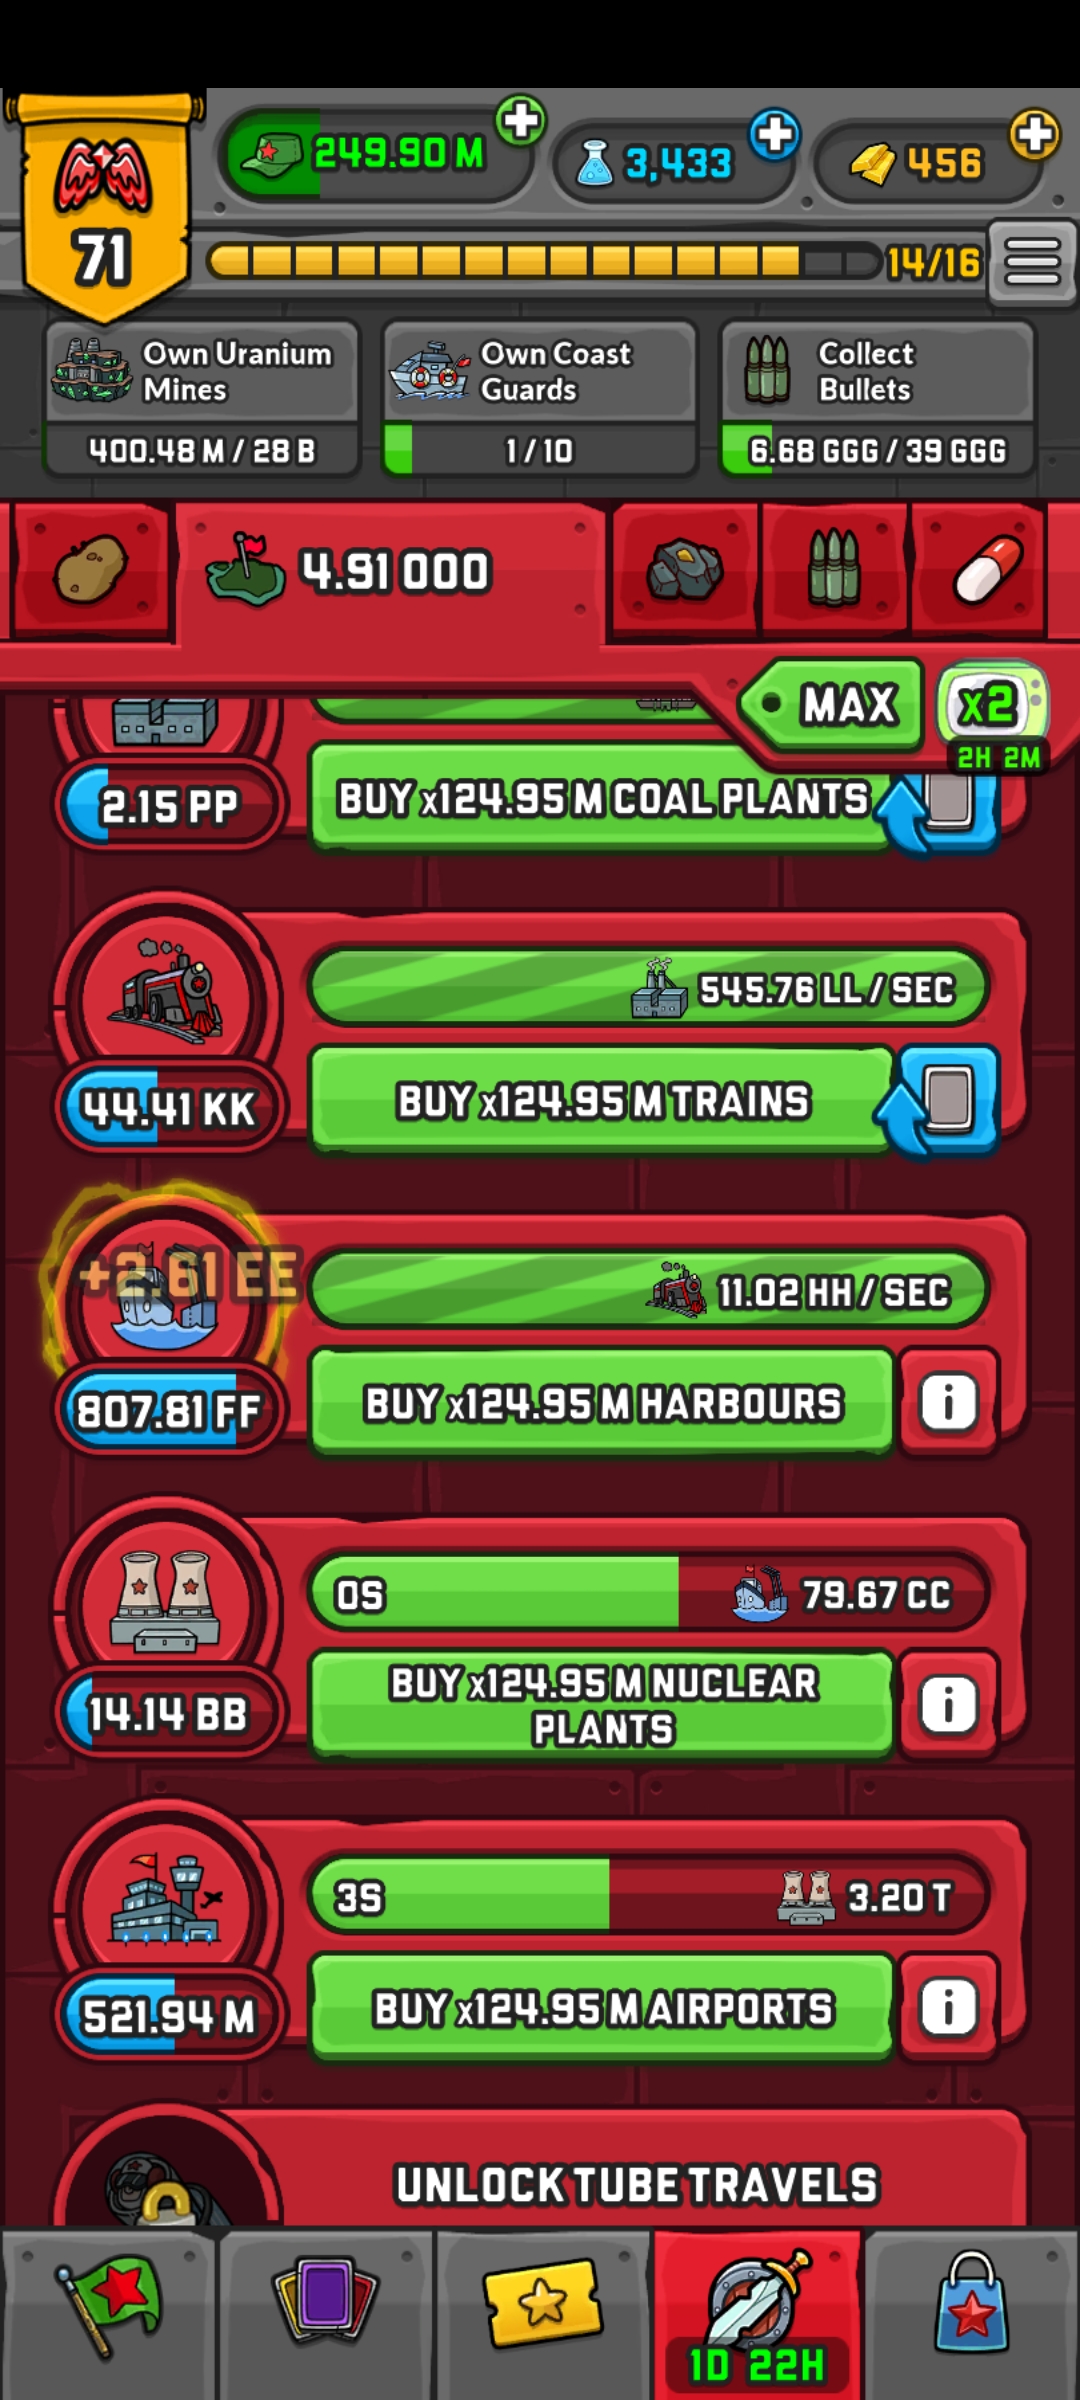 249.90 M
3,433
456
71
14/16
Own Uranium
Mines
400.48 M / 28 B
Own Coast
Guards
1 / 10
Collect
Bullets
6.68 GGG / 39 GGG
4.91 000
MAX
x2
2H 2M
2.15 PP
BUY x124.95 M COAL PLANTS
545.76 LL / SEC
44.41 KK
BUY x124.95 M TRAINS
+2.61 EE
11.02 HH / SEC
807.81 FF
BUY x124.95 M HARBOURS
i
0S
79.67 CC
14.14 BB
BUY x124.95 M NUCLEAR
PLANTS
i
3S
3.20 T
521.94 M
BUY x124.95 M AIRPORTS
i
UNLOCK TUBE TRAVELS
1D 22H